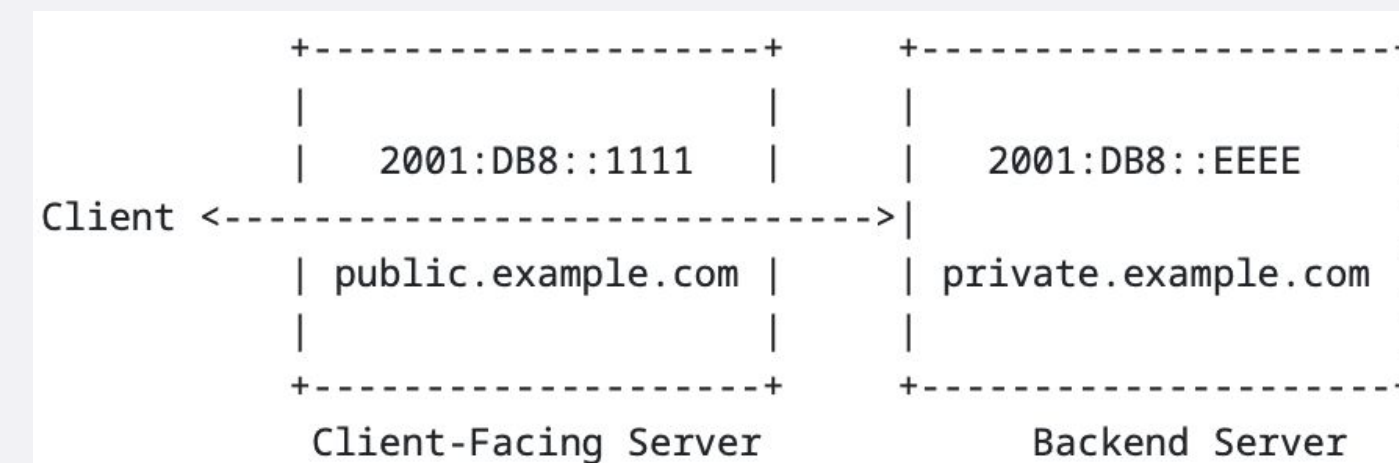 +--------------------+ +---------------------
| | |
| 2001:DB8::1111 | | 2001:DB8::EEEE
Client <----------------------------->|
| public.example.com | | private.example.com
| | |
+--------------------+ +---------------------
Client-Facing Server Backend Server